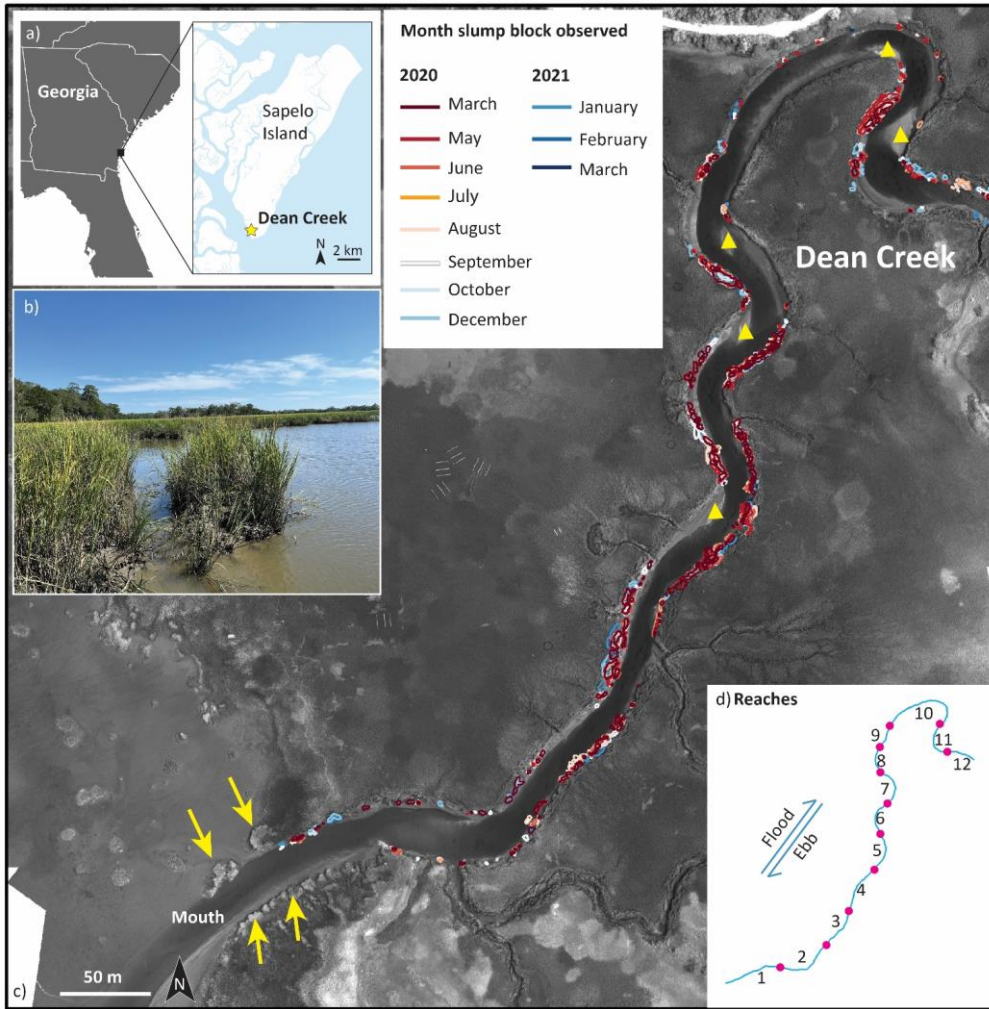 a)
Georgia
Sapelo
Island
Dean Creek
N
2 km
b)
Month slump block observed
2020
March
May
June
July
August
September
October
December
2021
January
February
March
Dean Creek
Mouth
50 m
N
c)
d) Reaches
10
9
11
12
8
7
6
5
4
3
2
1
Flood
Ebb